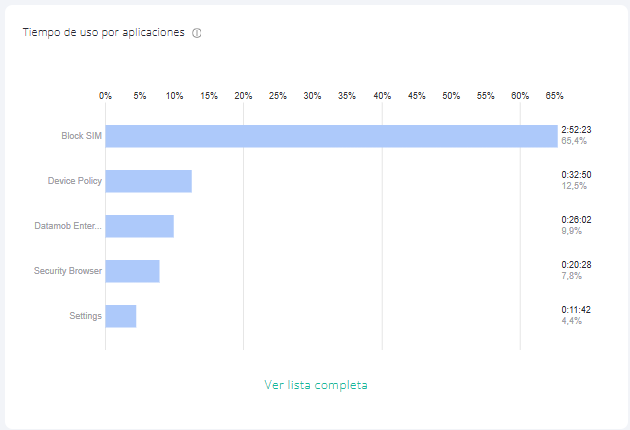 Tiempo de uso por aplicaciones
0% 5% 10% 15% 20% 25% 30% 35% 40% 45% 50% 55% 60% 65%
Block SIM 2:52:23
65,4%
Device Policy 0:32:50
12,5%
Datamob Enter... 0:26:02
9,9%
Security Browser 0:20:28
7,8%
Settings 0:11:42
4,4%
Ver lista completa